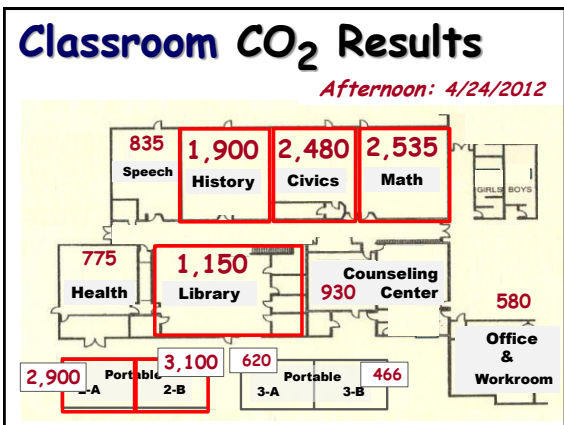 Classroom CO2 Results
Afternoon: 4/24/2012
835
Speech
1,900
History
2,480
Civics
2,535
Math
GIRLS BOYS
775
Health
1,150
Library
Counseling
930 Center
580
Office
&
Workroom
2,900
Portable
2-A 2-B
3,100
620
Portable
3-A 3-B
466